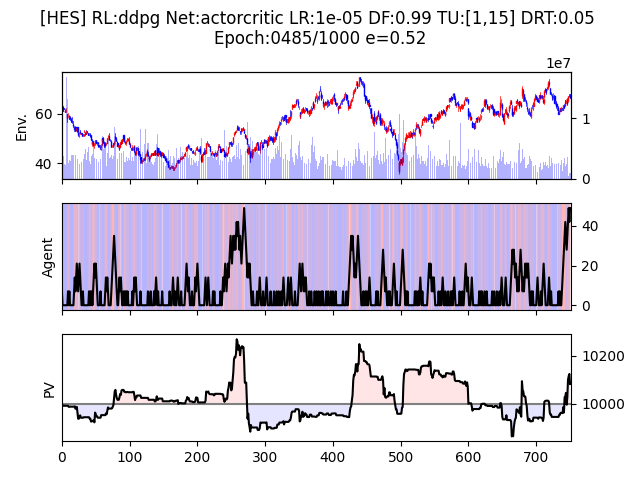 [HES] RL:ddpg Net:actorcritic LR:1e-05 DF:0.99 TU:[1,15] DRT:0.05
Epoch:0485/1000 e=0.52
1e7
Env.
60
40
1
0
Agent
40
20
0
PV
10200
10000
0 100 200 300 400 500 600 700